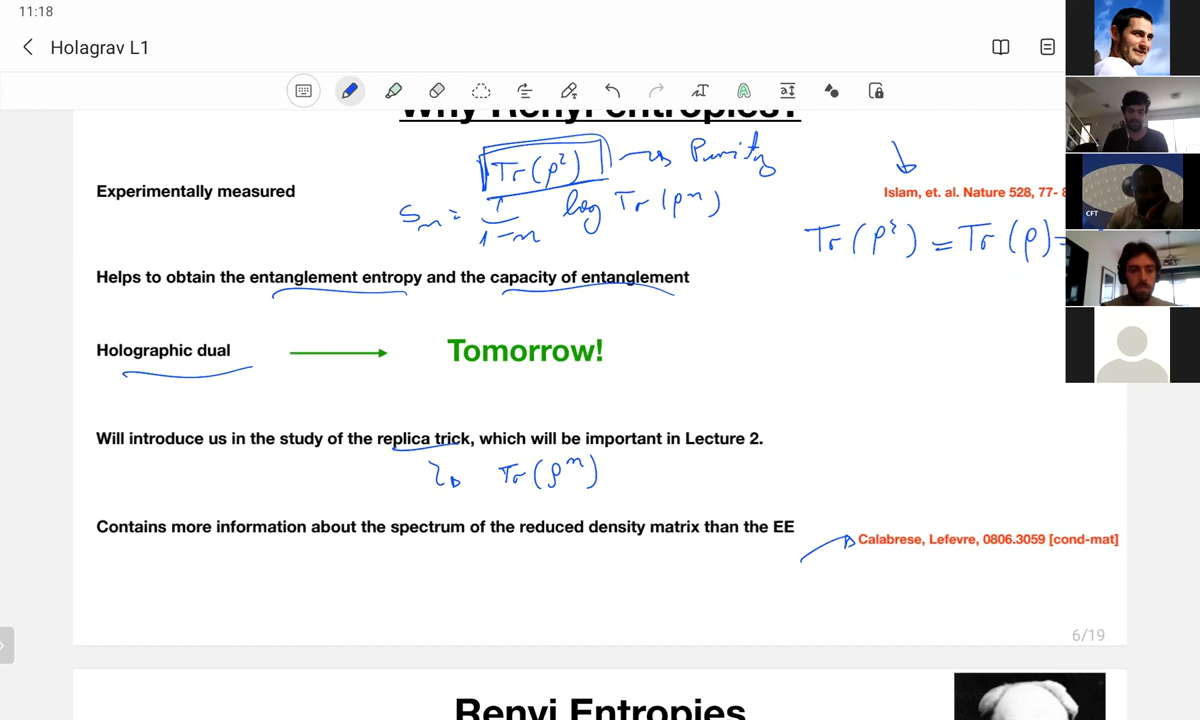 11:18
Holagrav L1
Why Renyi Entropies?
Tr(ρ²) → Purity
Experimentally measured
Islam, et. al. Nature 528, 77-
Sₙ = 1/(1-n) log Tr(ρⁿ)
Tr(ρ²) = Tr(ρ) =
CFT
Helps to obtain the entanglement entropy and the capacity of entanglement
Holographic dual
Tomorrow!
Will introduce us in the study of the replica trick, which will be important in Lecture 2.
Tr(ρⁿ)
Contains more information about the spectrum of the reduced density matrix than the EE
Calabrese, Lefevre, 0806.3059 [cond-mat]
6/19
Renyi Entropies